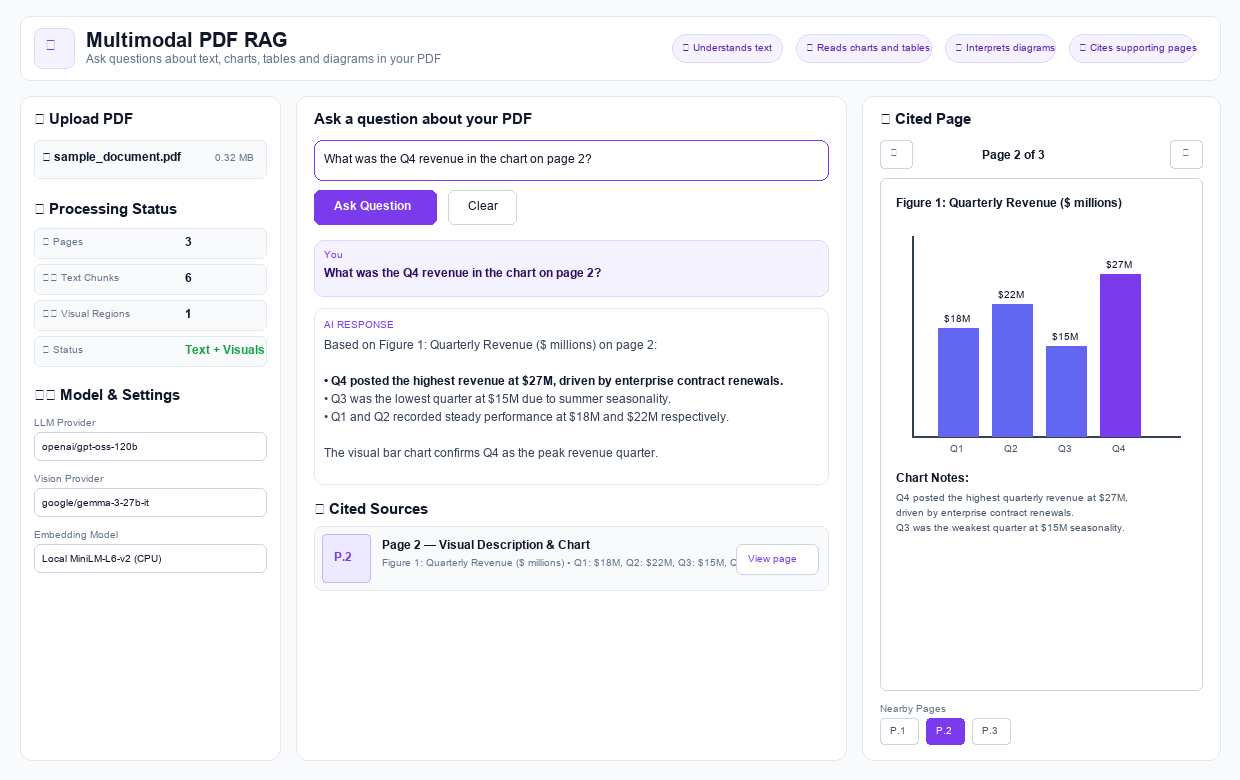 Multimodal PDF RAG
Ask questions about text, charts, tables and diagrams in your PDF
Understands text
Reads charts and tables
Interprets diagrams
Cites supporting pages
Upload PDF
sample_document.pdf
0.32 MB
Processing Status
Pages
3
Text Chunks
6
Visual Regions
1
Status
Text + Visuals
Model & Settings
LLM Provider
openai/gpt-oss-120b
Vision Provider
google/gemma-3-27b-it
Embedding Model
Local MiniLM-L6-v2 (CPU)
Ask a question about your PDF
What was the Q4 revenue in the chart on page 2?
Ask Question
Clear
You
What was the Q4 revenue in the chart on page 2?
AI RESPONSE
Based on Figure 1: Quarterly Revenue ($ millions) on page 2:
• Q4 posted the highest revenue at $27M, driven by enterprise contract renewals.
• Q3 was the lowest quarter at $15M due to summer seasonality.
• Q1 and Q2 recorded steady performance at $18M and $22M respectively.
The visual bar chart confirms Q4 as the peak revenue quarter.
Cited Sources
P.2
Page 2 — Visual Description & Chart
Figure 1: Quarterly Revenue ($ millions) • Q1: $18M, Q2: $22M, Q3: $15M, Q
View page
Cited Page
Page 2 of 3
Figure 1: Quarterly Revenue ($ millions)
$18M
$22M
$15M
$27M
Q1
Q2
Q3
Q4
Chart Notes:
Q4 posted the highest quarterly revenue at $27M,
driven by enterprise contract renewals.
Q3 was the weakest quarter at $15M seasonality.
Nearby Pages
P.1
P.2
P.3